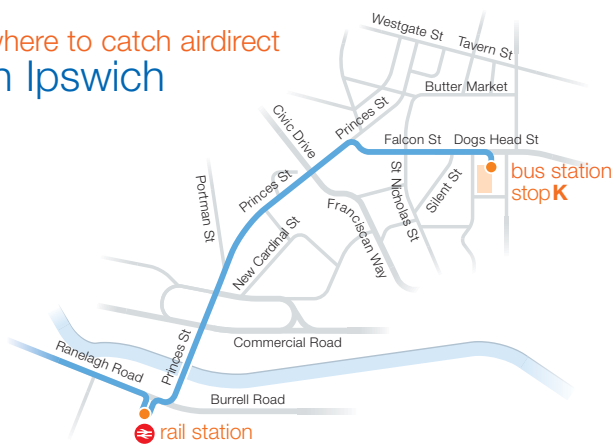 where to catch airdirect
n Ipswich
Westgate St
Tavern St
Butter Market
Princes St
Civic Drive
Falcon St
Dogs Head St
bus station
stop K
St Nicholas St
Silent St
Princes St
Portman St
Franciscan Way
New Cardinal St
Princes St
Commercial Road
Ranelagh Road
Burrell Road
rail station